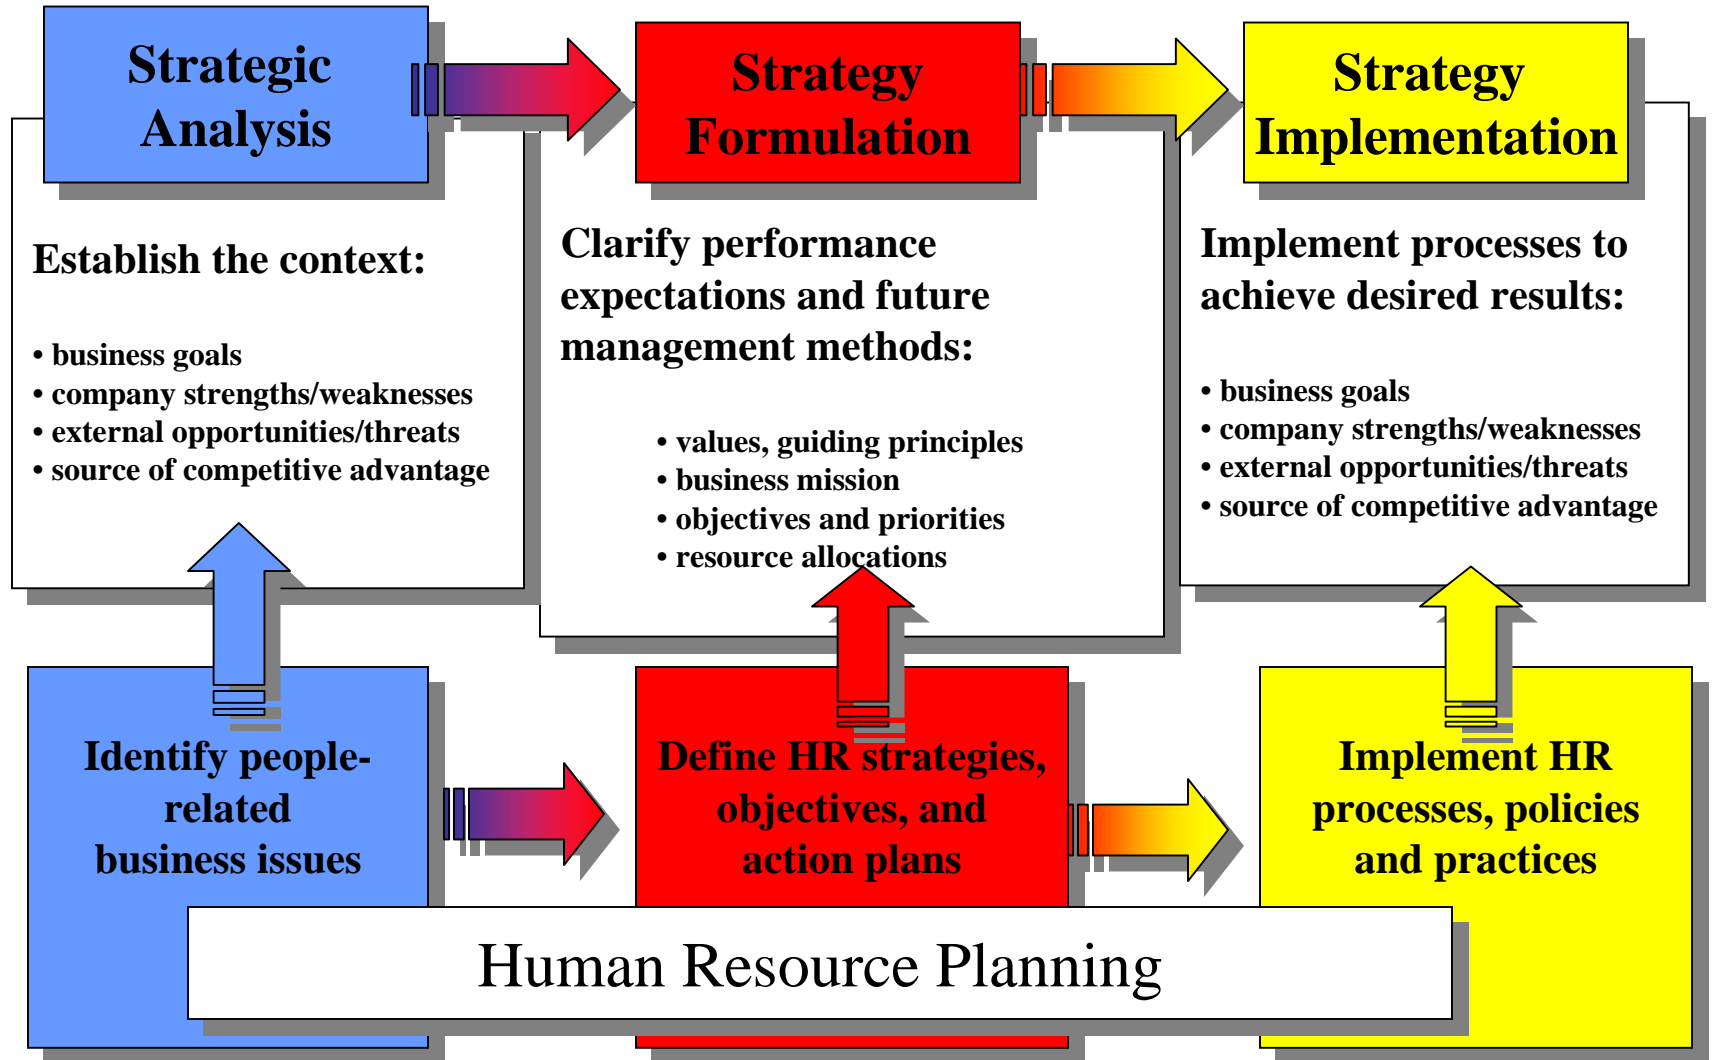 Strategic
Analysis
Strategy
Formulation
Strategy
Implementation
Establish the context:
• business goals
• company strengths/weaknesses
• external opportunities/threats
• source of competitive advantage
Clarify performance
expectations and future
management methods:
• values, guiding principles
• business mission
• objectives and priorities
• resource allocations
Implement processes to
achieve desired results:
• business goals
• company strengths/weaknesses
• external opportunities/threats
• source of competitive advantage
Identify people-
related
business issues
Define HR strategies,
objectives, and
action plans
Implement HR
processes, policies
and practices
Human Resource Planning